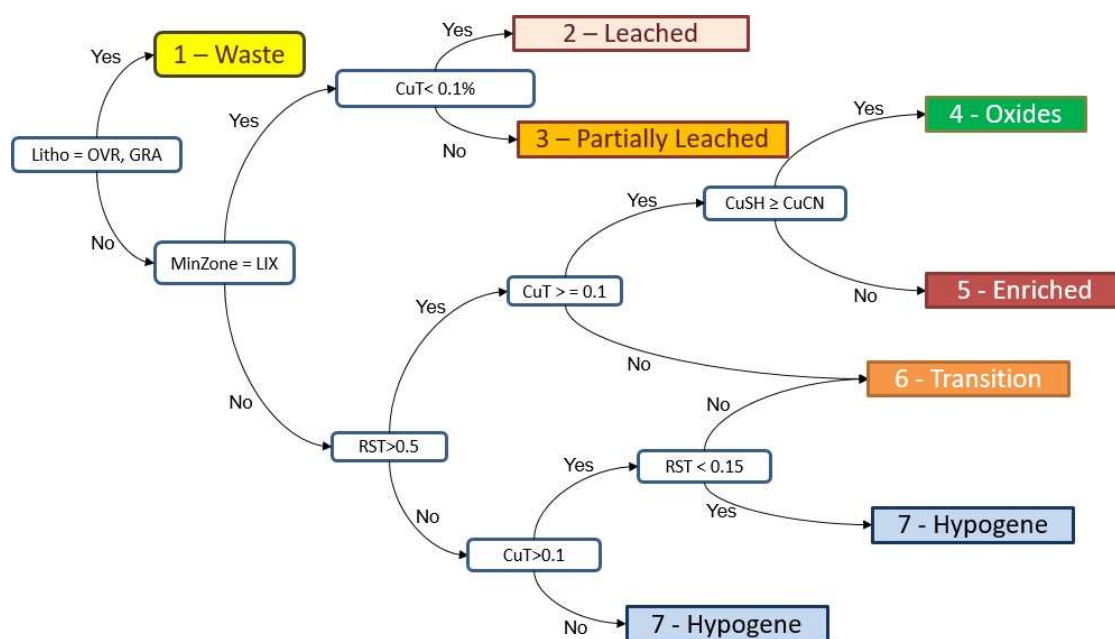 Yes
2 – Leached
Yes
1 – Waste
CuT< 0.1%
Yes
No
3 – Partially Leached
Yes
4 - Oxides
Litho = OVR, GRA
Yes
CuSH ≥ CuCN
No
MinZone = LIX
Yes
CuT > = 0.1
No
5 - Enriched
No
6 - Transition
No
No
RST>0.5
Yes
RST < 0.15
No
Yes
7 - Hypogene
CuT>0.1
No
7 - Hypogene